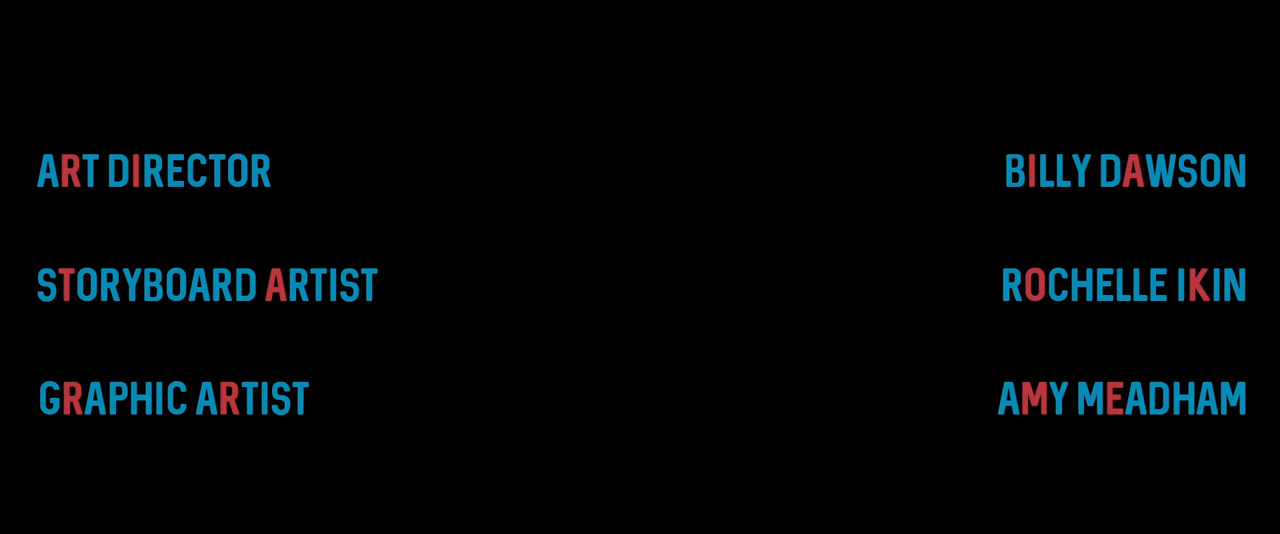 ART DIRECTOR BILLY DAWSON
STORYBOARD ARTIST ROCHELLE IKIN
GRAPHIC ARTIST AMY MEADHAM